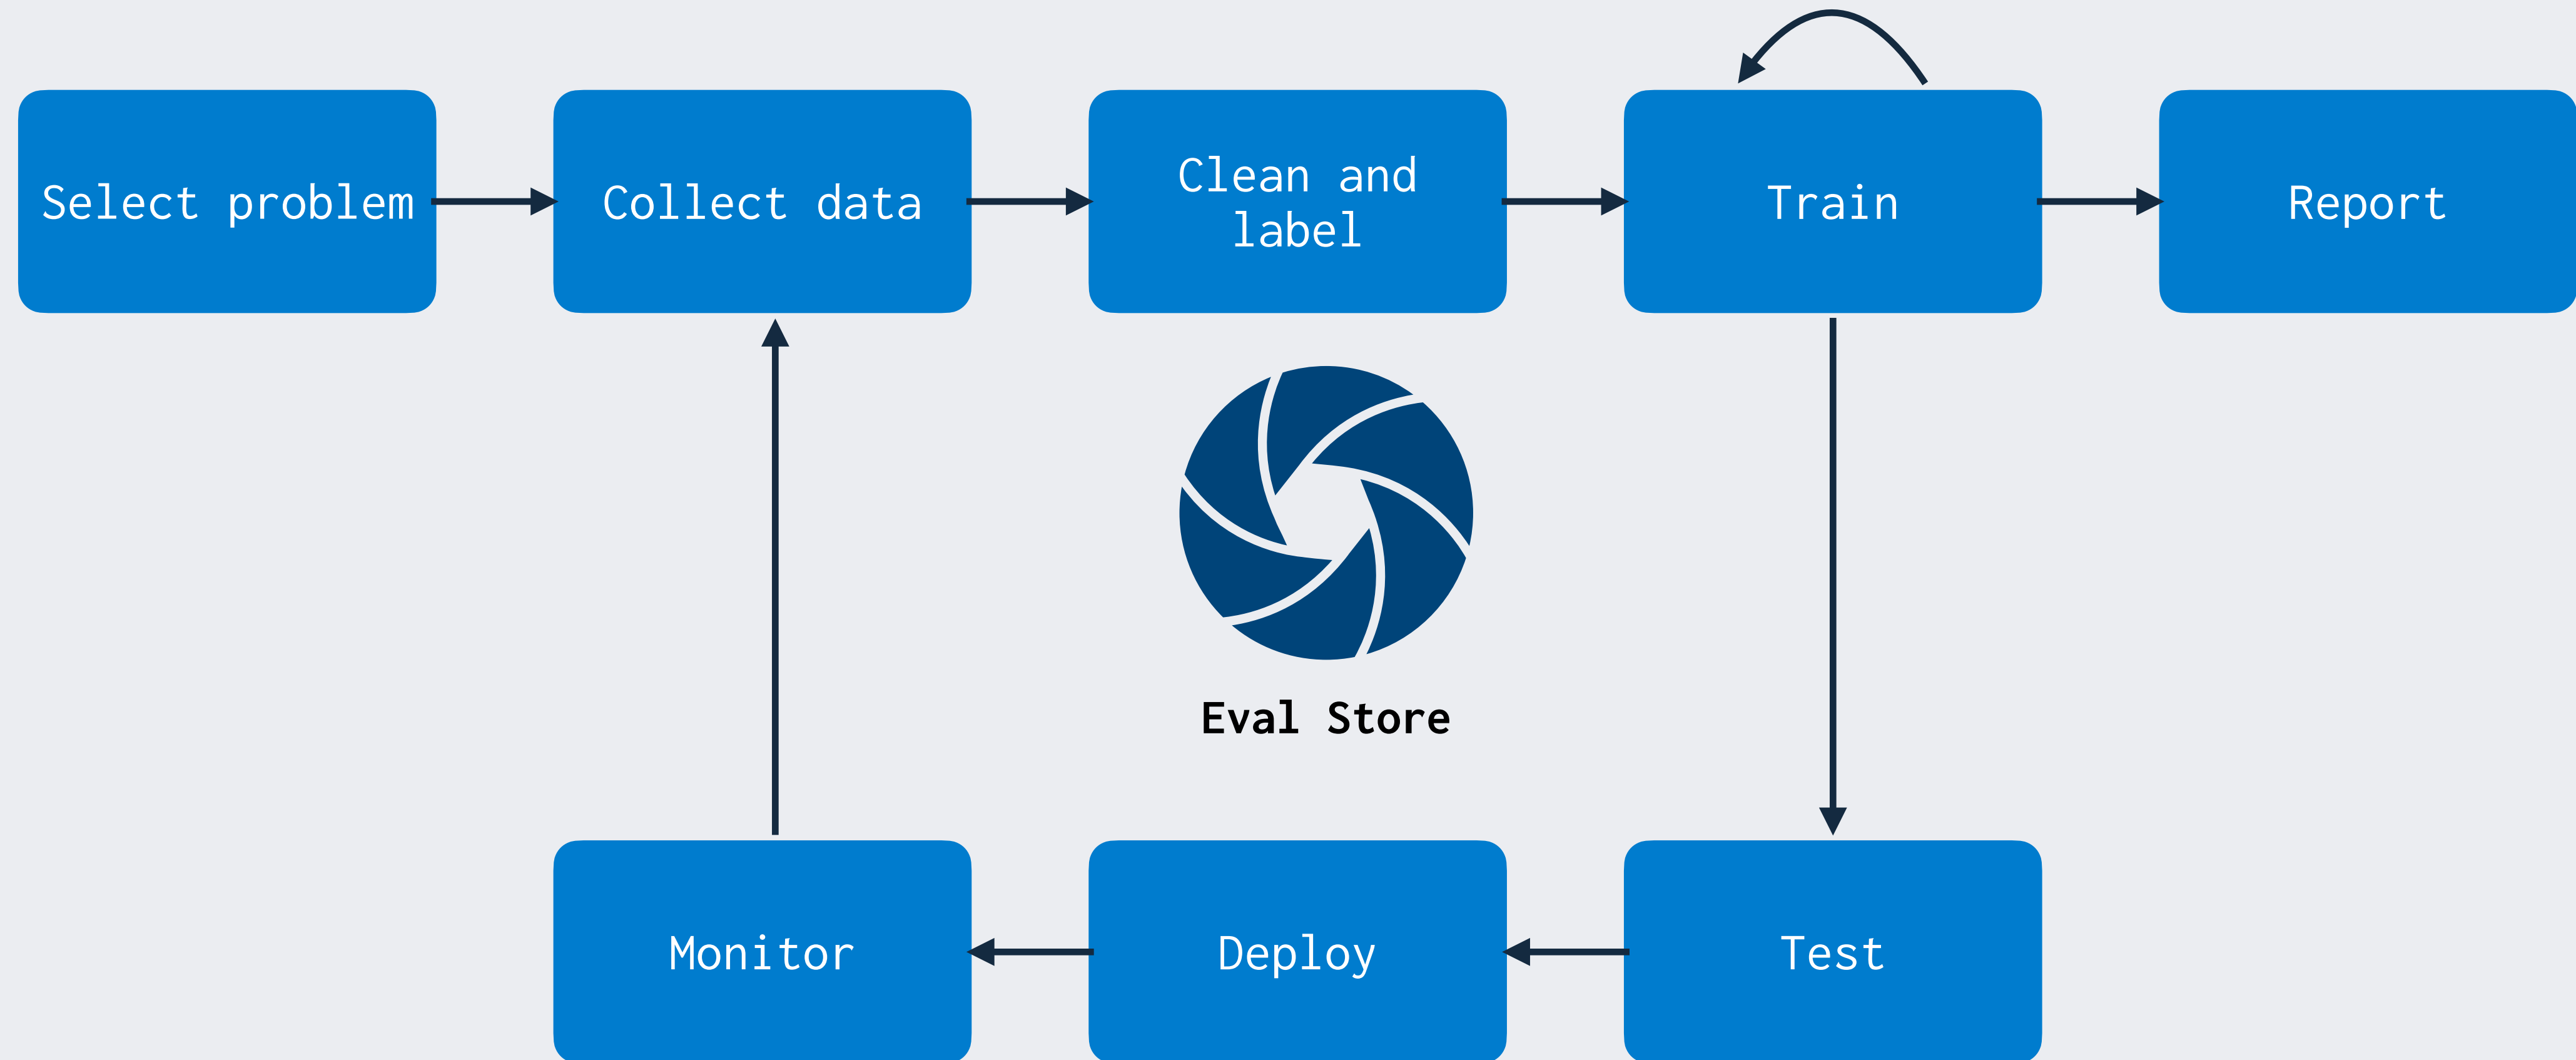 Select problem
Collect data
Clean and
label
Train
Report
Eval Store
Monitor
Deploy
Test